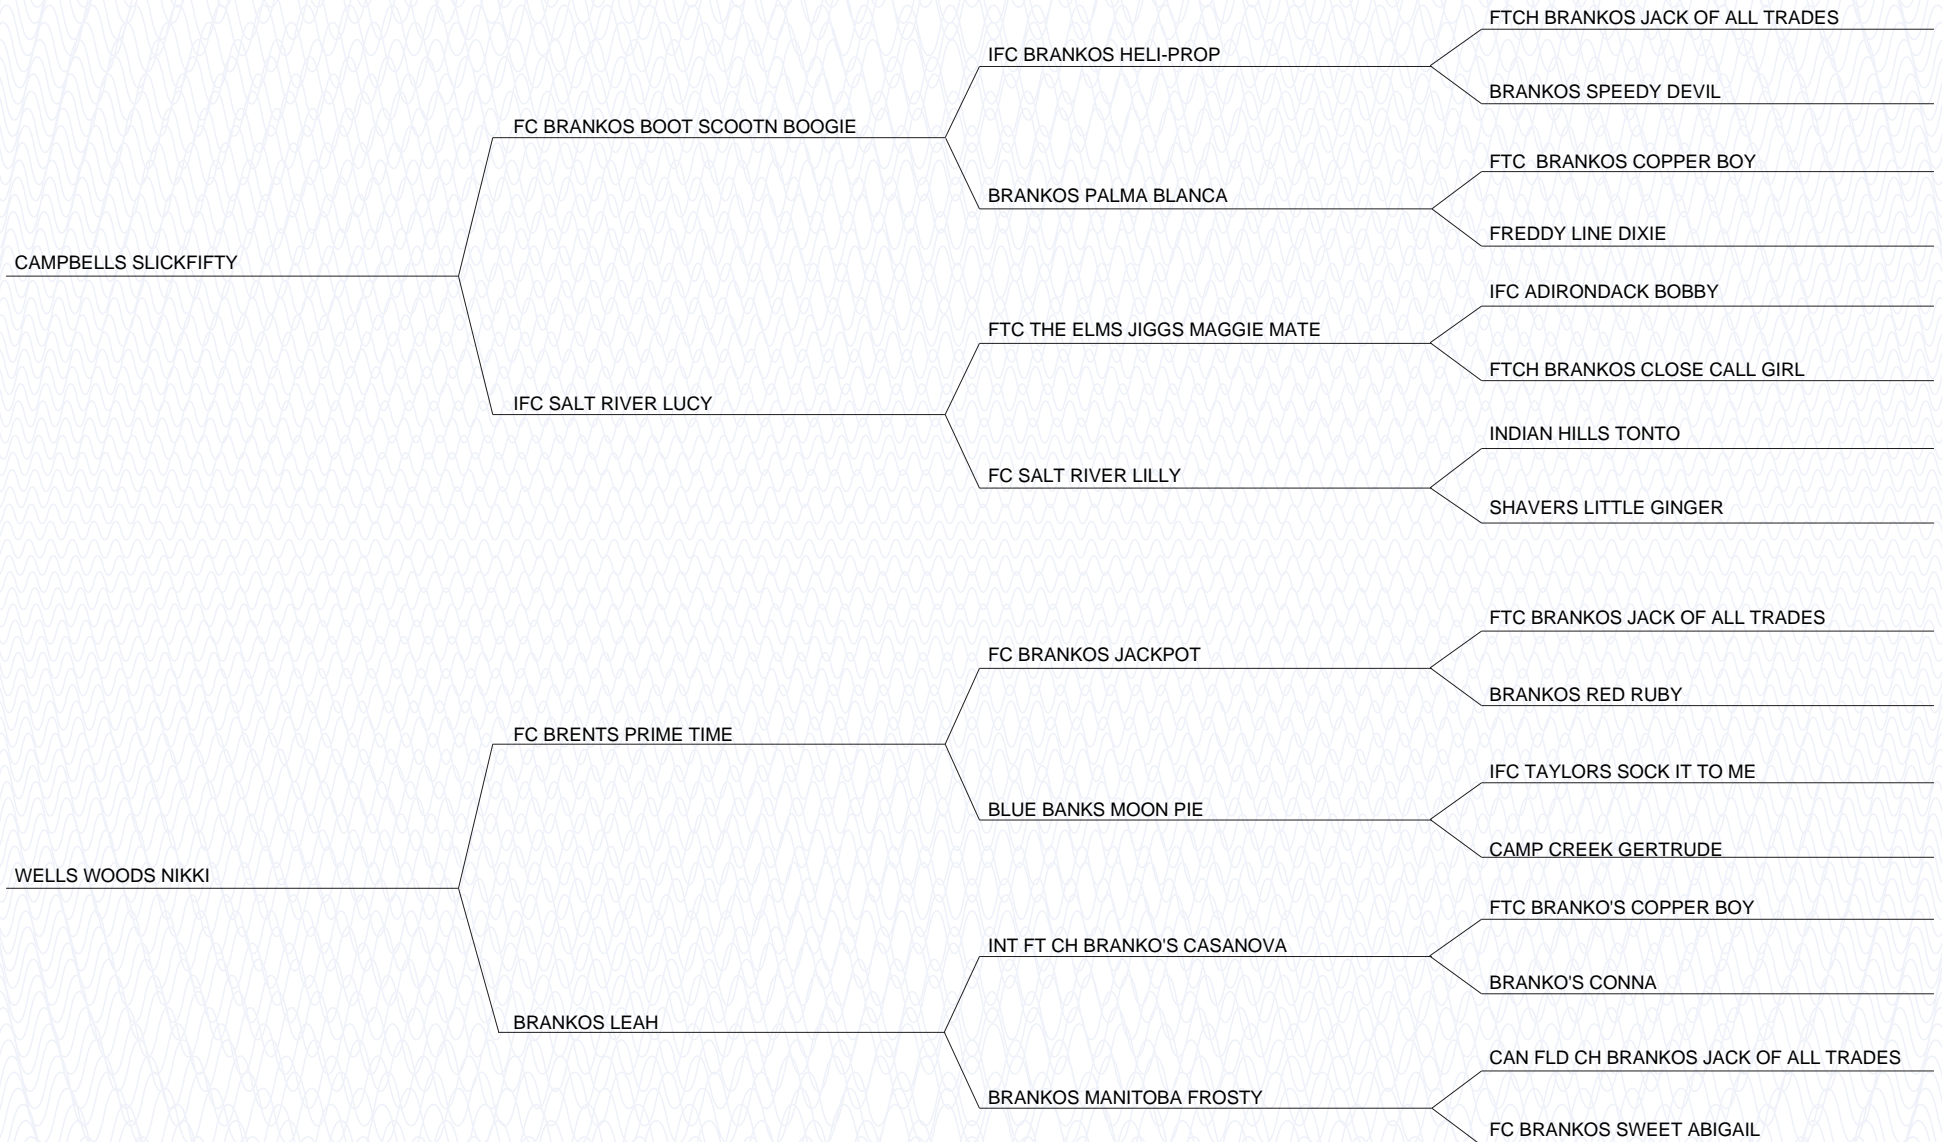 FTCH BRANKOS JACK OF ALL TRADES
IFC BRANKOS HELI-PROP
BRANKOS SPEEDY DEVIL
FC BRANKOS BOOT SCOOTN BOOGIE
FTC  BRANKOS COPPER BOY
BRANKOS PALMA BLANCA
FREDDY LINE DIXIE
CAMPBELLS SLICKFIFTY
IFC ADIRONDACK BOBBY
FTC THE ELMS JIGGS MAGGIE MATE
FTCH BRANKOS CLOSE CALL GIRL
IFC SALT RIVER LUCY
INDIAN HILLS TONTO
FC SALT RIVER LILLY
SHAVERS LITTLE GINGER
FTC BRANKOS JACK OF ALL TRADES
FC BRANKOS JACKPOT
BRANKOS RED RUBY
FC BRENTS PRIME TIME
IFC TAYLORS SOCK IT TO ME
BLUE BANKS MOON PIE
CAMP CREEK GERTRUDE
WELLS WOODS NIKKI
FTC BRANKO'S COPPER BOY
INT FT CH BRANKO'S CASANOVA
BRANKO'S CONNA
BRANKOS LEAH
CAN FLD CH BRANKOS JACK OF ALL TRADES
BRANKOS MANITOBA FROSTY
FC BRANKOS SWEET ABIGAIL